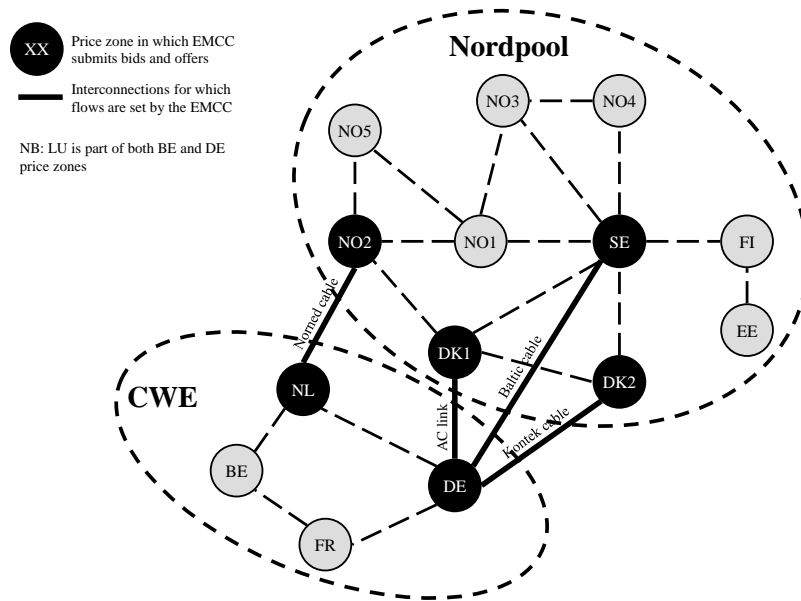 XX
Price zone in which EMCC
submits bids and offers
Interconnections for which
flows are set by the EMCC
NB: LU is part of both BE and DE
price zones
Nordpool
NO3
NO4
NO5
NO2
NO1
SE
FI
EE
Norned cable
DK1
Baltic cable
DK2
CWE
NL
AC link
Kontek cable
BE
DE
FR